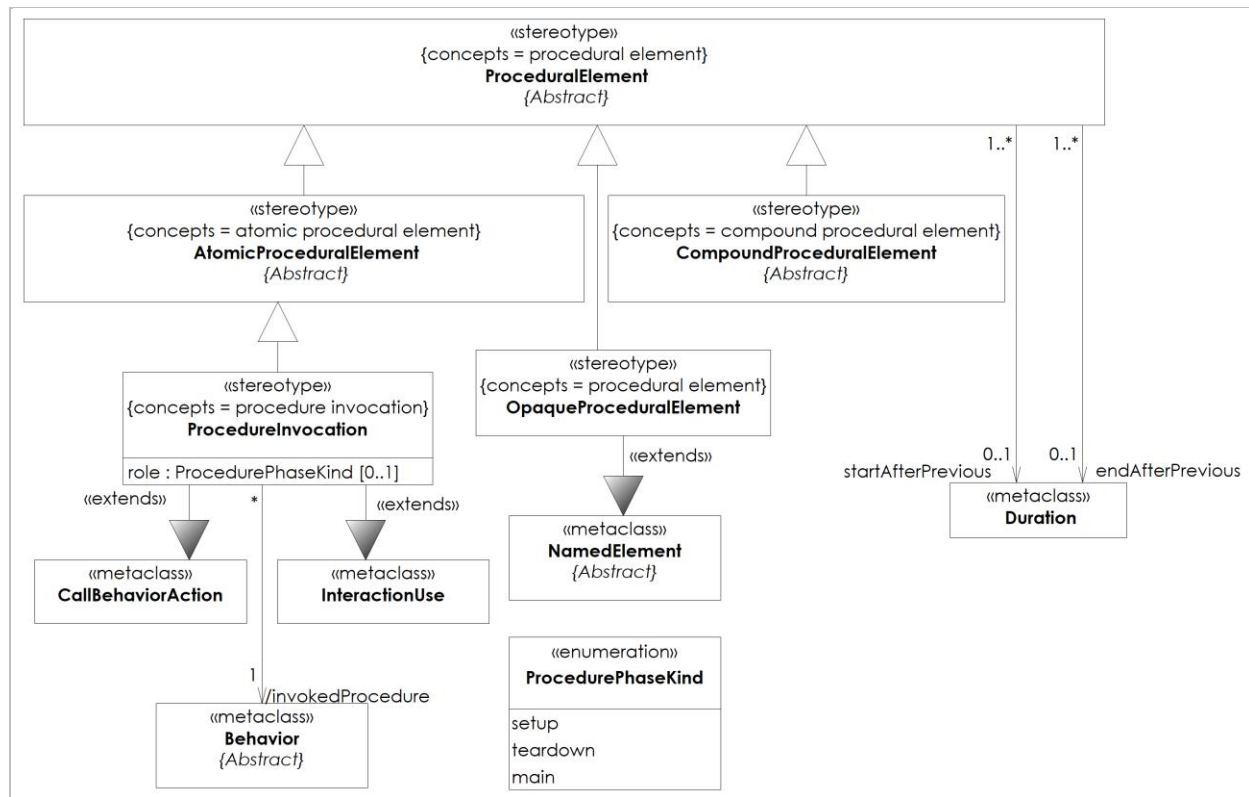 «stereotype»
{concepts = procedural element}
ProceduralElement
{Abstract}
1..*
1..*
«stereotype»
{concepts = atomic procedural element}
AtomicProceduralElement
{Abstract}
«stereotype»
{concepts = compound procedural element}
CompoundProceduralElement
{Abstract}
«stereotype»
{concepts = procedure invocation}
ProcedureInvocation
role : ProcedurePhaseKind [0..1]
«stereotype»
{concepts = procedural element}
OpaqueProceduralElement
«extends»
*
«extends»
«extends»
0..1
0..1
startAfterPrevious
endAfterPrevious
«metaclass»
CallBehaviorAction
«metaclass»
InteractionUse
«metaclass»
NamedElement
{Abstract}
«metaclass»
Duration
1
/invokedProcedure
«metaclass»
Behavior
{Abstract}
«enumeration»
ProcedurePhaseKind
setup
teardown
main